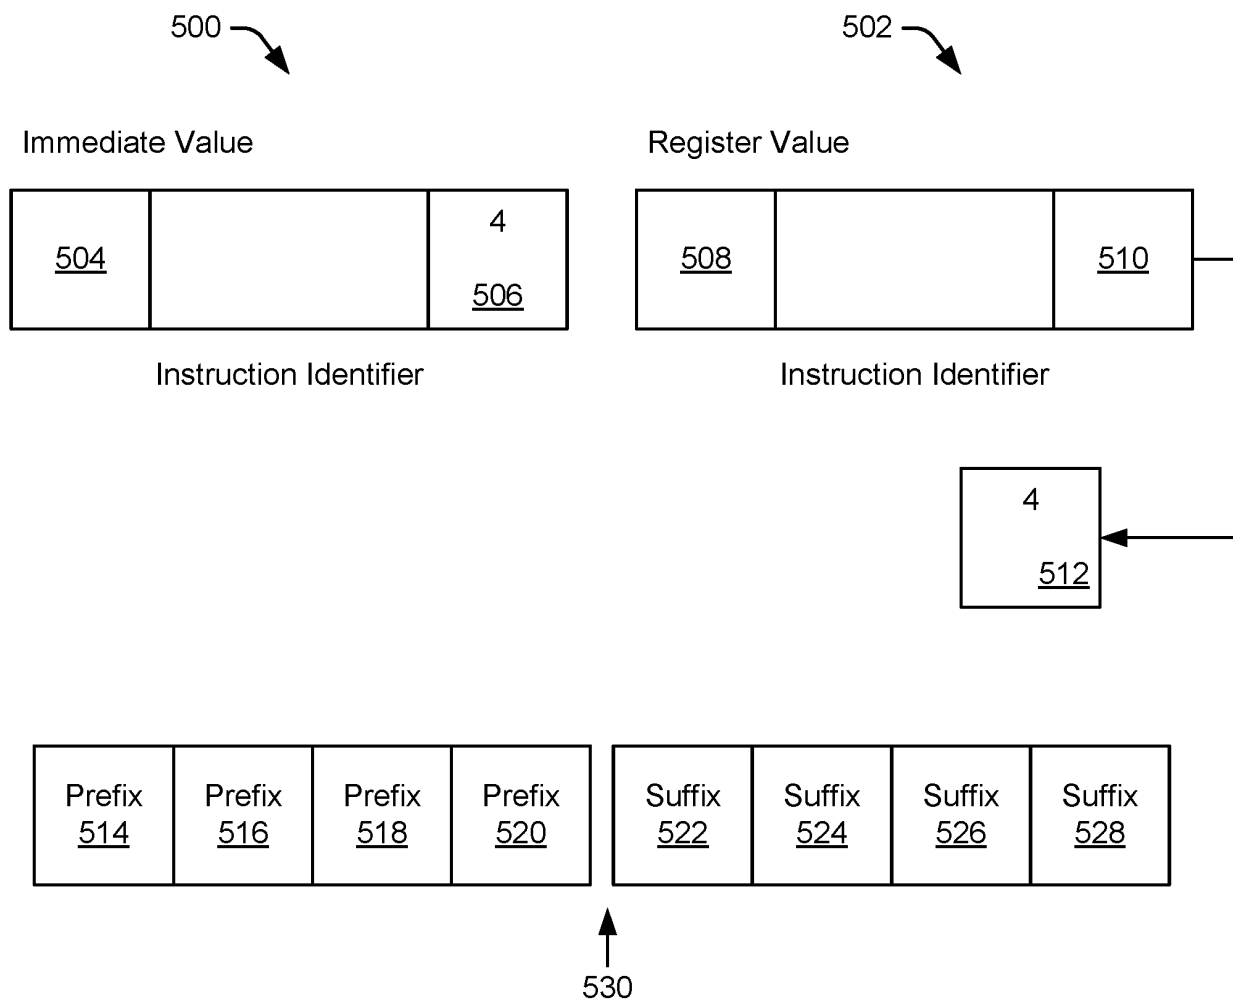 500 502
Immediate Value Register Value
504 4 508 510
506
Instruction Identifier Instruction Identifier
4
512
Prefix Prefix Prefix Prefix Suffix Suffix Suffix Suffix
514 516 518 520 522 524 526 528
530